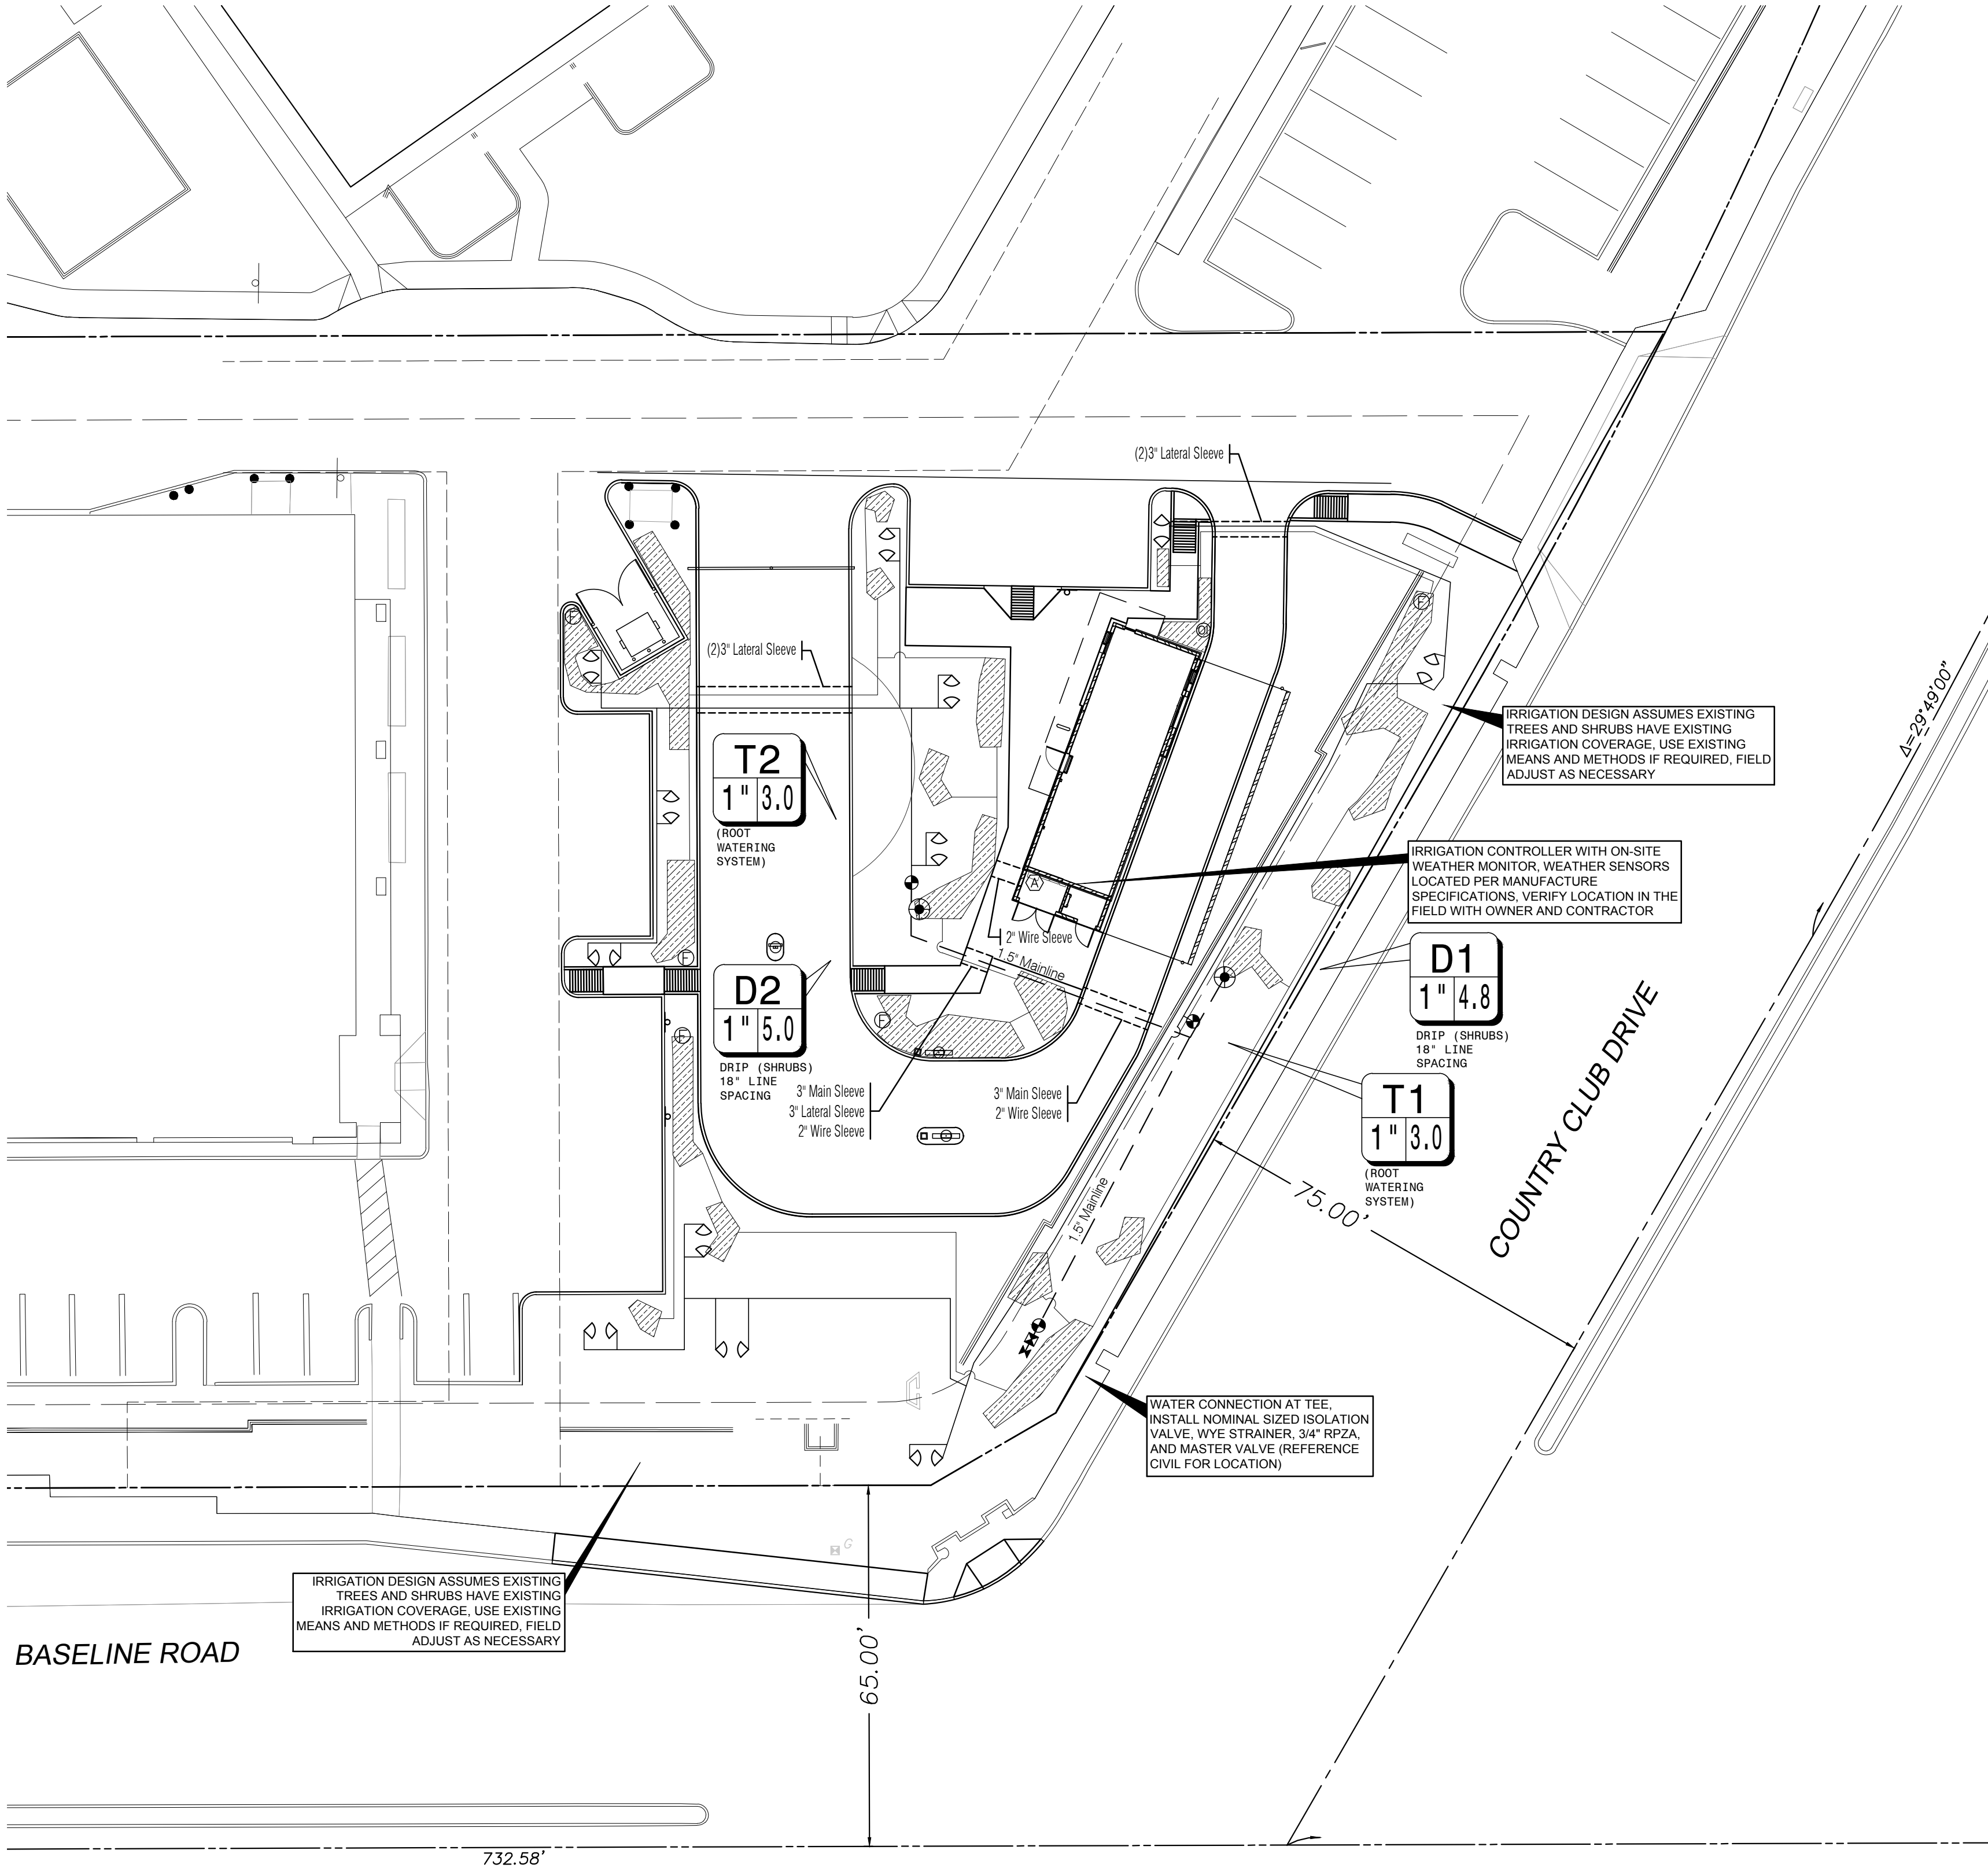 (2)3" Lateral Sleeve
F
F
(2)3" Lateral Sleeve
Δ=29°49'00"
IRRIGATION DESIGN ASSUMES EXISTING
TREES AND SHRUBS HAVE EXISTING
IRRIGATION COVERAGE, USE EXISTING
MEANS AND METHODS IF REQUIRED, FIELD
ADJUST AS NECESSARY
T2
1" 3.0
(ROOT
WATERING
SYSTEM)
IRRIGATION CONTROLLER WITH ON-SITE
WEATHER MONITOR, WEATHER SENSORS
LOCATED PER MANUFACTURE
SPECIFICATIONS, VERIFY LOCATION IN THE
FIELD WITH OWNER AND CONTRACTOR
A
2" Wire Sleeve
1.5" Mainline
F
D2
1" 5.0
DRIP (SHRUBS)
18" LINE
SPACING
D1
1" 4.8
DRIP (SHRUBS)
18" LINE
SPACING
F
F
3" Main Sleeve
3" Lateral Sleeve
2" Wire Sleeve
3" Main Sleeve
2" Wire Sleeve
T1
1" 3.0
(ROOT
WATERING
SYSTEM)
COUNTRY CLUB DRIVE
75.00'
1.5" Mainline
WATER CONNECTION AT TEE,
INSTALL NOMINAL SIZED ISOLATION
VALVE, WYE STRAINER, 3/4" RPZA,
AND MASTER VALVE (REFERENCE
CIVIL FOR LOCATION)
G
IRRIGATION DESIGN ASSUMES EXISTING
TREES AND SHRUBS HAVE EXISTING
IRRIGATION COVERAGE, USE EXISTING
MEANS AND METHODS IF REQUIRED, FIELD
ADJUST AS NECESSARY
BASELINE ROAD
65.00'
732.58'